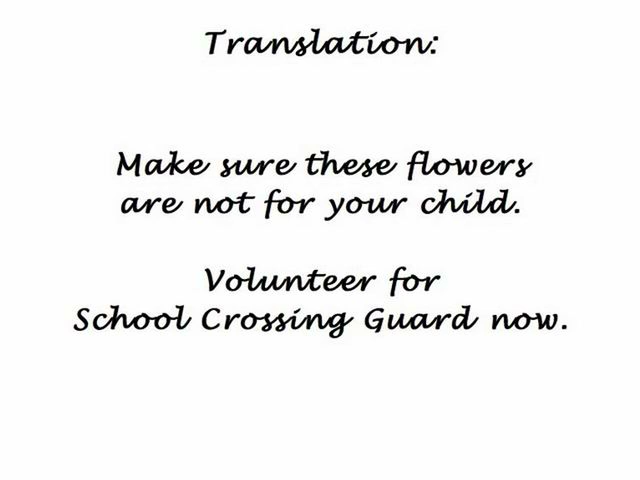 Translation:
Make sure these flowers
are not for your child.
Volunteer for
School Crossing Guard now.